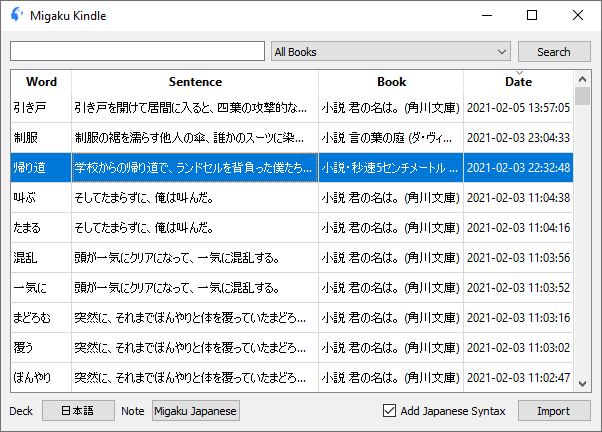 Migaku Kindle
All Books Search
Word Sentence Book Date
引き戸 引き戸を開けて居間に入ると、四葉の攻撃的な... 小説 君の名は。(角川文庫) 2021-02-05 13:57:05
制服 制服の裾を濡らす他人の傘、誰かのスーツに染... 小説 言の葉の庭 (ダ・ヴィ... 2021-02-03 23:04:33
帰り道 学校からの帰り道で、ランドセルを背負った僕たち... 小説・秒速5センチメートル ... 2021-02-03 22:32:48
叫ぶ そしてたまらずに、俺は叫んだ。 小説 君の名は。(角川文庫) 2021-02-03 11:04:38
たまる そしてたまらずに、俺は叫んだ。 小説 君の名は。(角川文庫) 2021-02-03 11:04:16
混乱 頭が一気にクリアになって、一気に混乱する。 小説 君の名は。(角川文庫) 2021-02-03 11:03:56
一気に 頭が一気にクリアになって、一気に混乱する。 小説 君の名は。(角川文庫) 2021-02-03 11:03:52
まどろむ 突然に、それまでぼんやりと体を覆っていたまどろ... 小説 君の名は。(角川文庫) 2021-02-03 11:03:16
覆う 突然に、それまでぼんやりと体を覆っていたまどろ... 小説 君の名は。(角川文庫) 2021-02-03 11:03:02
ぼんやり 突然に、それまでぼんやりと体を覆っていたまどろ... 小説 君の名は。(角川文庫) 2021-02-03 11:02:47
Deck 日本語 Note Migaku Japanese Add Japanese Syntax Import